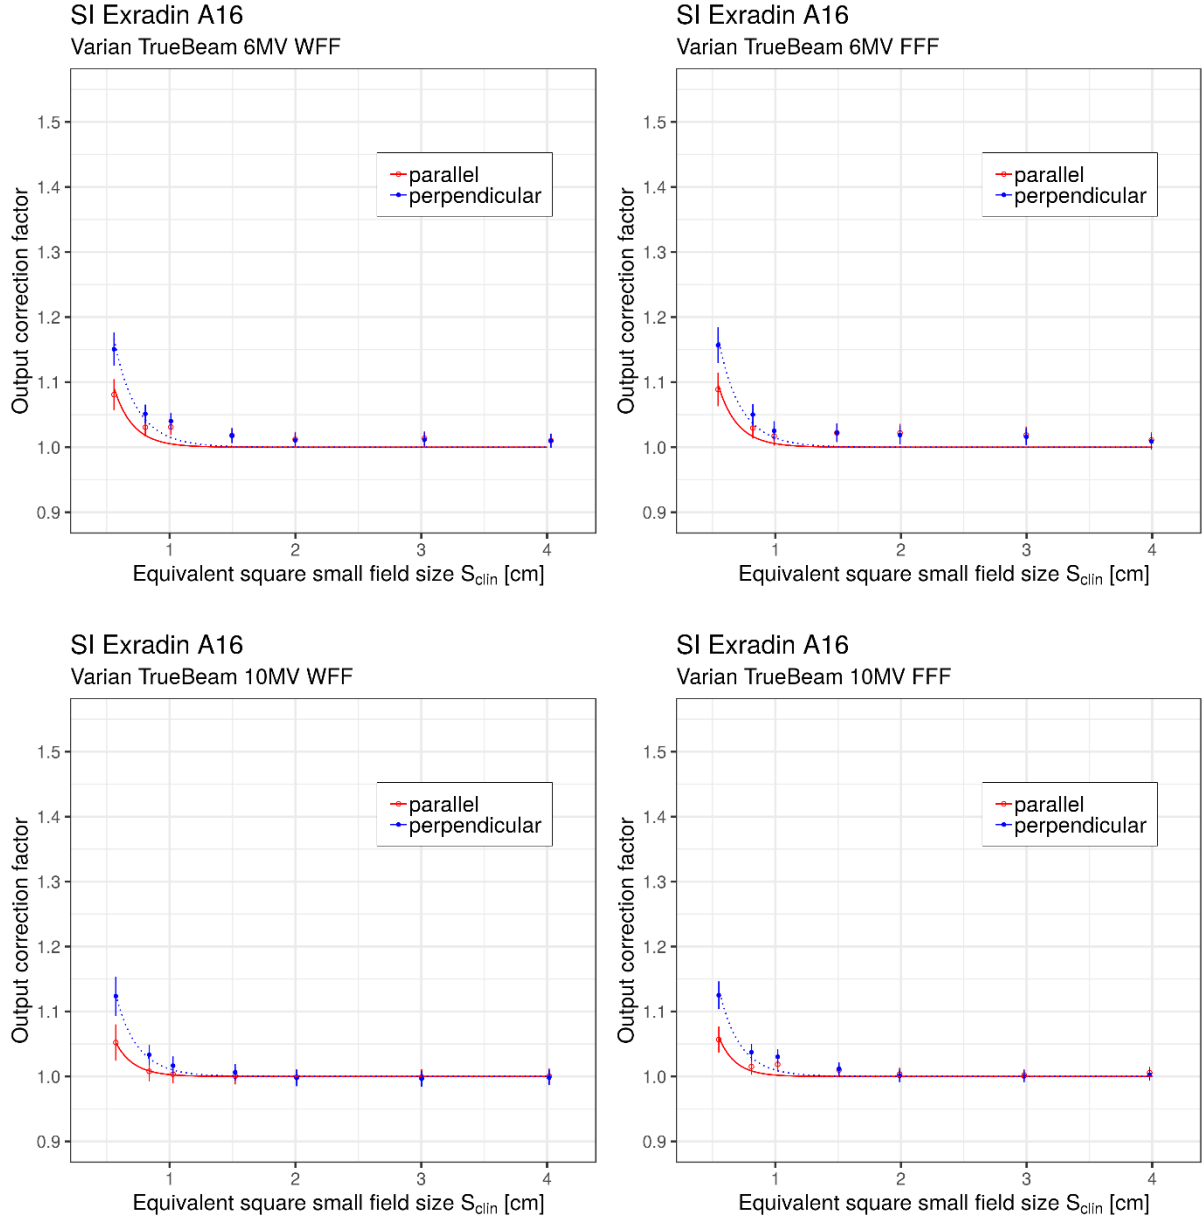 SI Exradin A16
Varian TrueBeam 6MV WFF
Output correction factor
1.5
1.4
1.3
1.2
1.1
1.0
0.9
parallel
perpendicular
1 2 3 4
Equivalent square small field size Sclin [cm]
SI Exradin A16
Varian TrueBeam 6MV FFF
Output correction factor
1.5
1.4
1.3
1.2
1.1
1.0
0.9
parallel
perpendicular
1 2 3 4
Equivalent square small field size Sclin [cm]
SI Exradin A16
Varian TrueBeam 10MV WFF
Output correction factor
1.5
1.4
1.3
1.2
1.1
1.0
0.9
parallel
perpendicular
1 2 3 4
Equivalent square small field size Sclin [cm]
SI Exradin A16
Varian TrueBeam 10MV FFF
Output correction factor
1.5
1.4
1.3
1.2
1.1
1.0
0.9
parallel
perpendicular
1 2 3 4
Equivalent square small field size Sclin [cm]